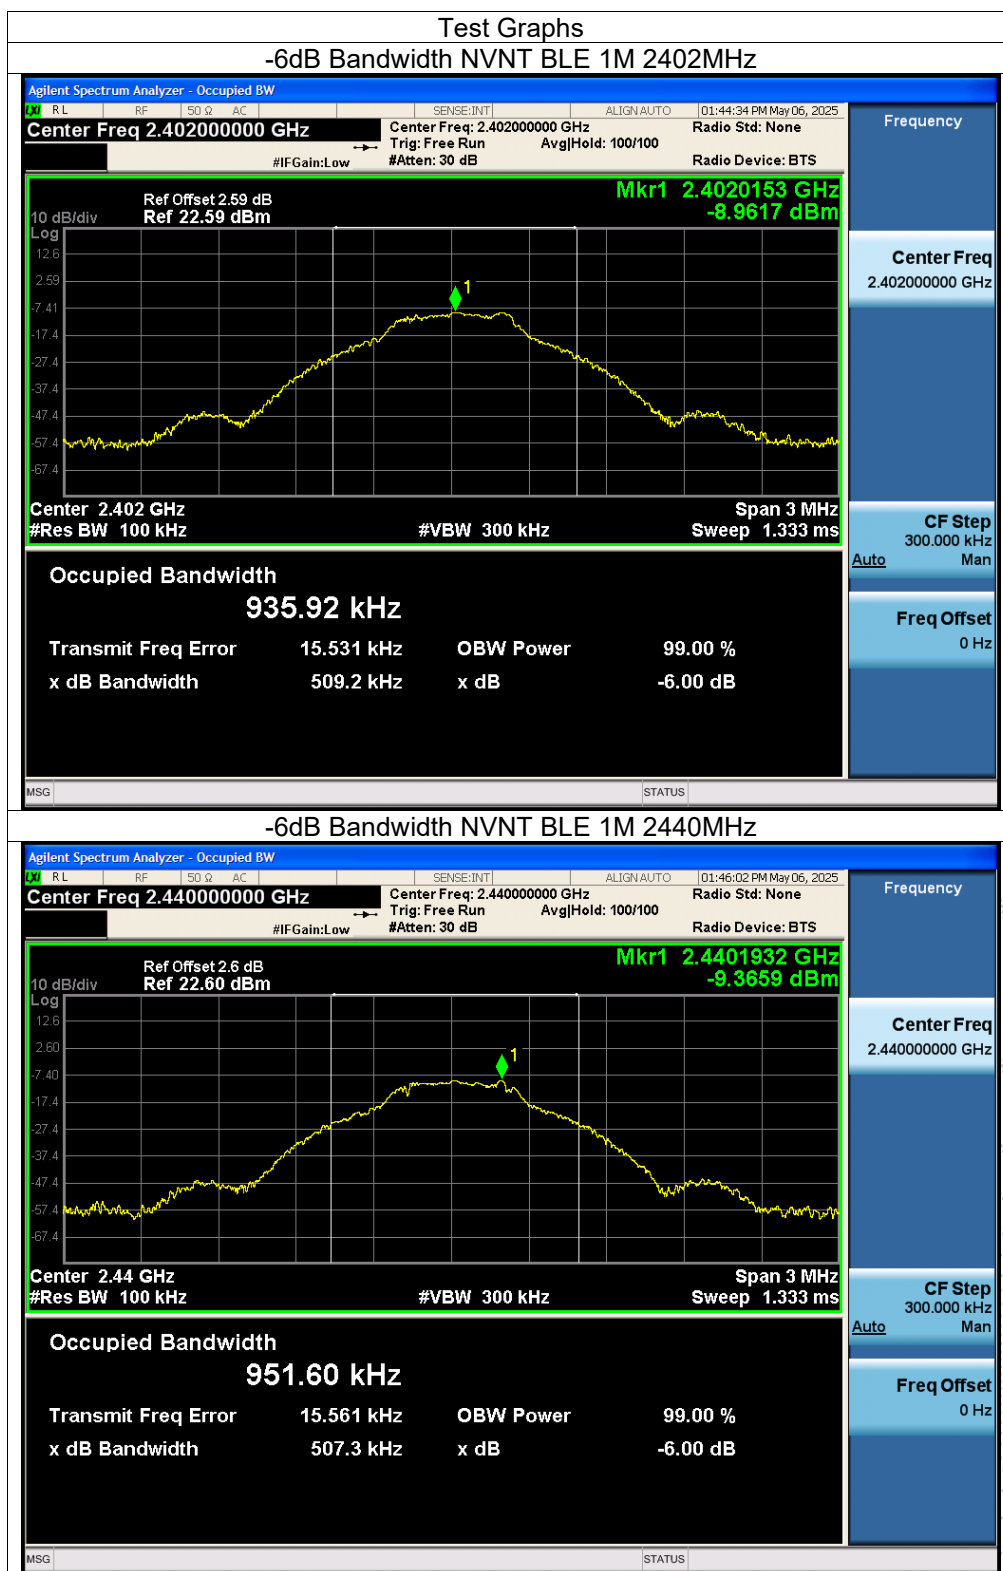 Test Graphs
-6dB Bandwidth NVNT BLE 1M 2402MHz
Agilent Spectrum Analyzer - Occupied BW
LXI RL RF 50 Ω AC SENSE:INT ALIGN AUTO 01:44:34 PM May 06, 2025
Center Freq 2.402000000 GHz Center Freq: 2.402000000 GHz Radio Std: None Frequency
Trig: Free Run Avg|Hold: 100/100
#IFGain:Low #Atten: 30 dB Radio Device: BTS
Mkr1 2.4020153 GHz
Ref Offset 2.59 dB
10 dB/div Ref 22.59 dBm -8.9617 dBm
Log
12.6
2.59
-7.41
-17.4
-27.4
-37.4
-47.4
-57.4
-67.4
1
Center Freq
2.402000000 GHz
Center 2.402 GHz Span 3 MHz
#Res BW 100 kHz #VBW 300 kHz Sweep 1.333 ms
CF Step
300.000 kHz
Auto Man
Occupied Bandwidth
935.92 kHz
Freq Offset
0 Hz
Transmit Freq Error 15.531 kHz OBW Power 99.00 %
x dB Bandwidth 509.2 kHz x dB -6.00 dB
MSG STATUS
-6dB Bandwidth NVNT BLE 1M 2440MHz
Agilent Spectrum Analyzer - Occupied BW
LXI RL RF 50 Ω AC SENSE:INT ALIGN AUTO 01:46:02 PM May 06, 2025
Center Freq 2.440000000 GHz Center Freq: 2.440000000 GHz Radio Std: None Frequency
Trig: Free Run Avg|Hold: 100/100
#IFGain:Low #Atten: 30 dB Radio Device: BTS
Mkr1 2.4401932 GHz
Ref Offset 2.6 dB
10 dB/div Ref 22.60 dBm -9.3659 dBm
Log
12.6
2.60
-7.40
-17.4
-27.4
-37.4
-47.4
-57.4
-67.4
1
Center Freq
2.440000000 GHz
Center 2.44 GHz Span 3 MHz
#Res BW 100 kHz #VBW 300 kHz Sweep 1.333 ms
CF Step
300.000 kHz
Auto Man
Occupied Bandwidth
951.60 kHz
Freq Offset
0 Hz
Transmit Freq Error 15.561 kHz OBW Power 99.00 %
x dB Bandwidth 507.3 kHz x dB -6.00 dB
MSG STATUS